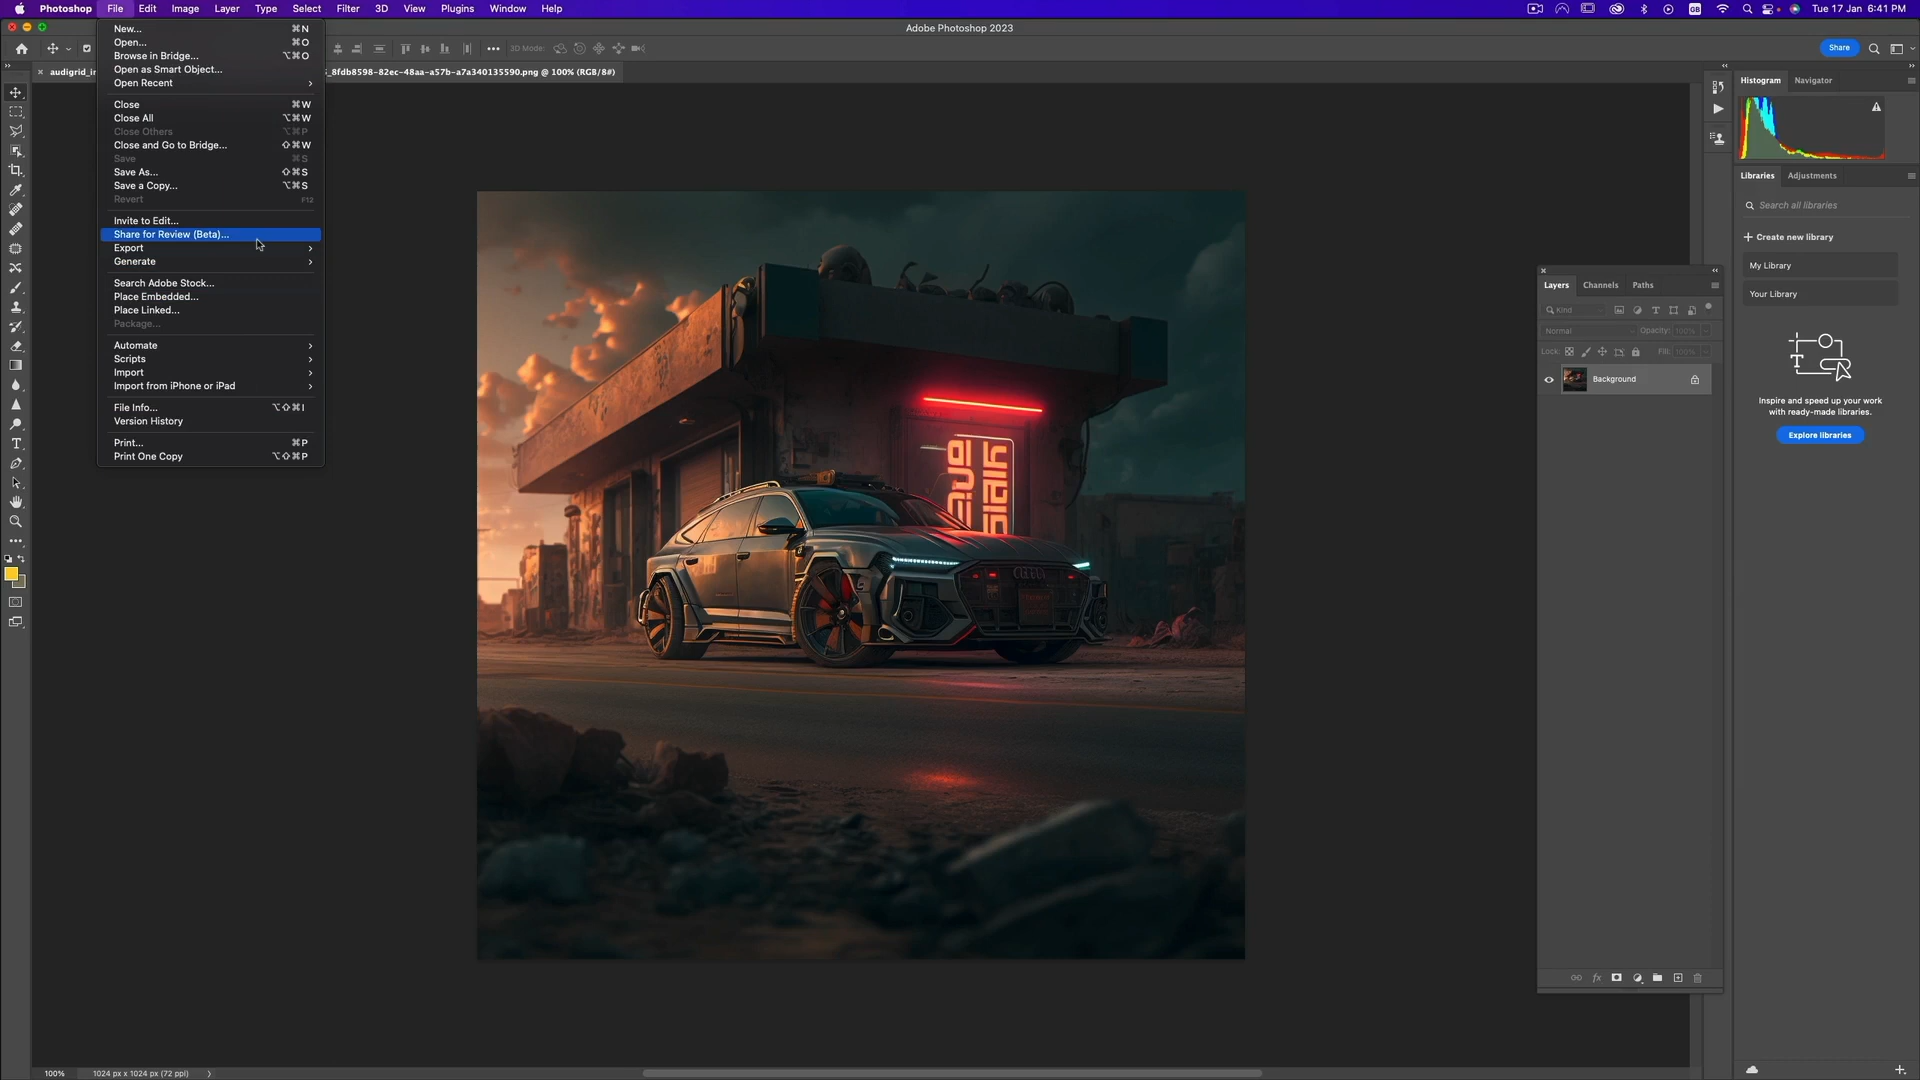 Photoshop File Edit Image Layer Type Select Filter 3D View Plugins Window Help Tue 17 Jan 6:41 PM
Adobe Photoshop 2023
3D Mode: Share
audigrid_in _8fdb8598-82ec-48aa-a57b-a7a340135590.png @ 100% (RGB/8#)
New... ⌘N
Open... ⌘O
Browse in Bridge... ⌥⌘O
Open as Smart Object...
Open Recent
Close ⌘W
Close All ⌥⌘W
Close Others ⌥⌘P
Close and Go to Bridge... ⇧⌘W
Save ⌘S
Save As... ⇧⌘S
Save a Copy... ⌥⌘S
Revert F12
Invite to Edit...
Share for Review (Beta)...
Export
Generate
Search Adobe Stock...
Place Embedded...
Place Linked...
Package...
Automate
Scripts
Import
Import from iPhone or iPad
File Info... ⌥⇧⌘I
Version History
Print... ⌘P
Print One Copy ⌥⇧⌘P
Histogram Navigator
Libraries Adjustments
Search all libraries
Create new library
My Library
Your Library
Inspire and speed up your work
with ready-made libraries.
Explore libraries
Layers Channels Paths
Kind
Normal Opacity: 100%
Lock: Fill: 100%
Background
100% 1024 px x 1024 px (72 ppi)